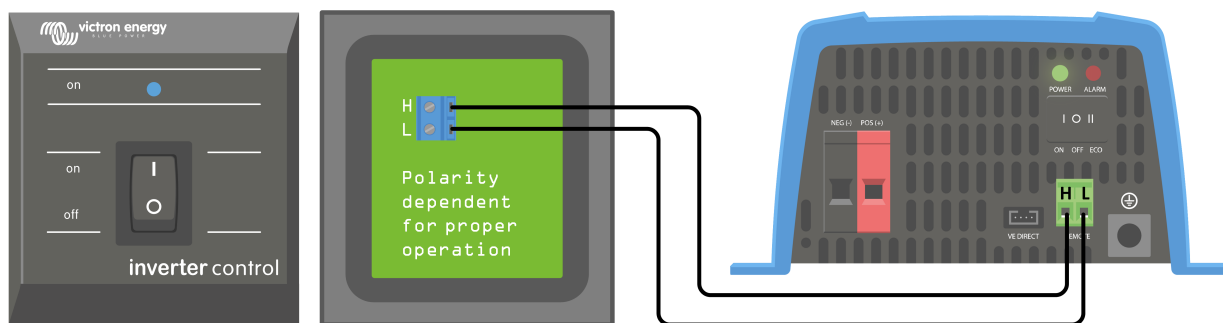 victron energy
BLUE POWER
on
on
off
I
O
inverter control
H
L
Polarity
dependent
for proper
operation
POWER ALARM
NEG (-) POS (+)
I O II
ON OFF ECO
H L
VE DIRECT
REMOTE